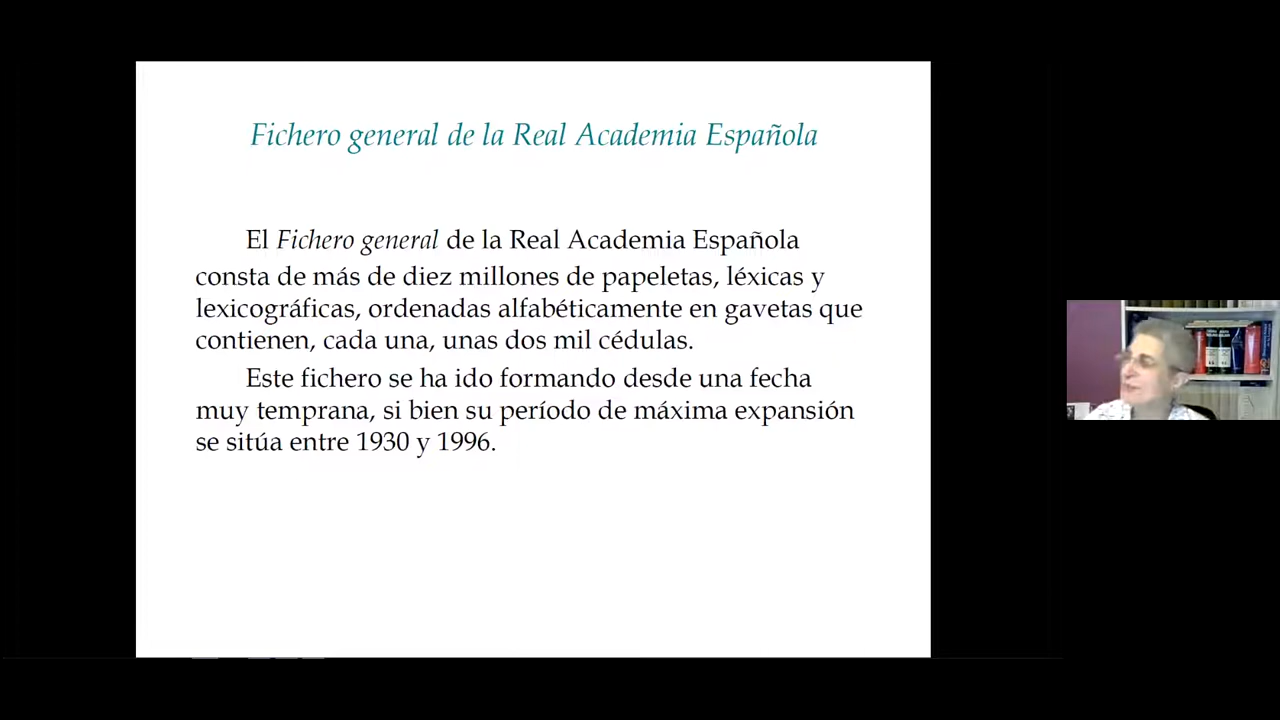 Fichero general de la Real Academia Española
El Fichero general de la Real Academia Española
consta de más de diez millones de papeletas, léxicas y
lexicográficas, ordenadas alfabéticamente en gavetas que
contienen, cada una, unas dos mil cédulas.
Este fichero se ha ido formando desde una fecha
muy temprana, si bien su período de máxima expansión
se sitúa entre 1930 y 1996.